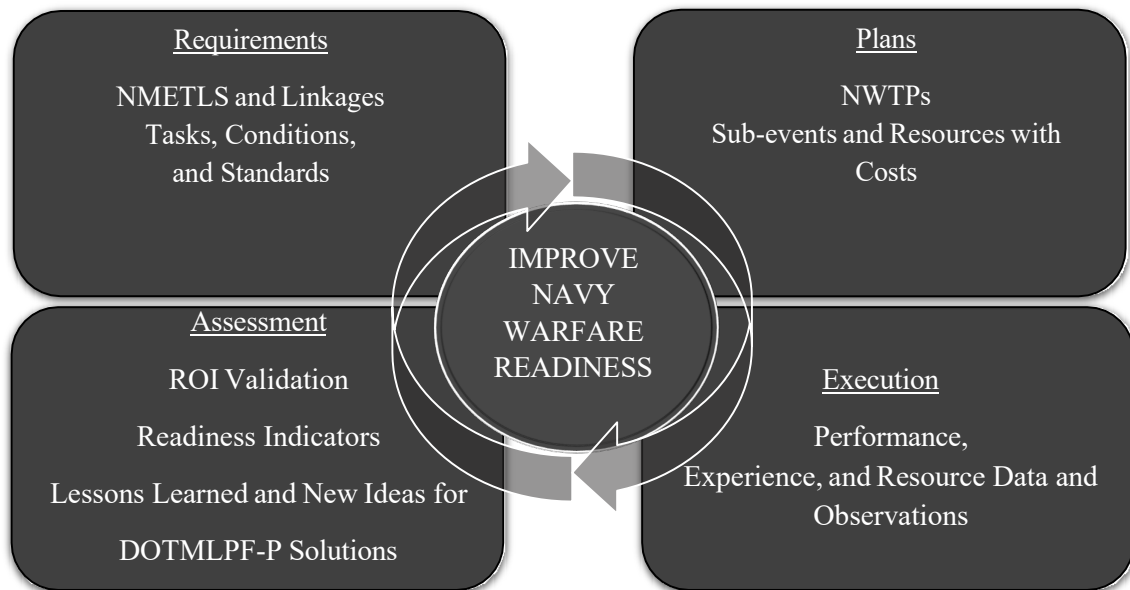 Requirements
NMETLS and Linkages
Tasks, Conditions,
and Standards
Plans
NWTPs
Sub-events and Resources with
Costs
IMPROVE
NAVY
WARFARE
READINESS
Assessment
ROI Validation
Readiness Indicators
Lessons Learned and New Ideas for
DOTMLPF-P Solutions
Execution
Performance,
Experience, and Resource Data and
Observations